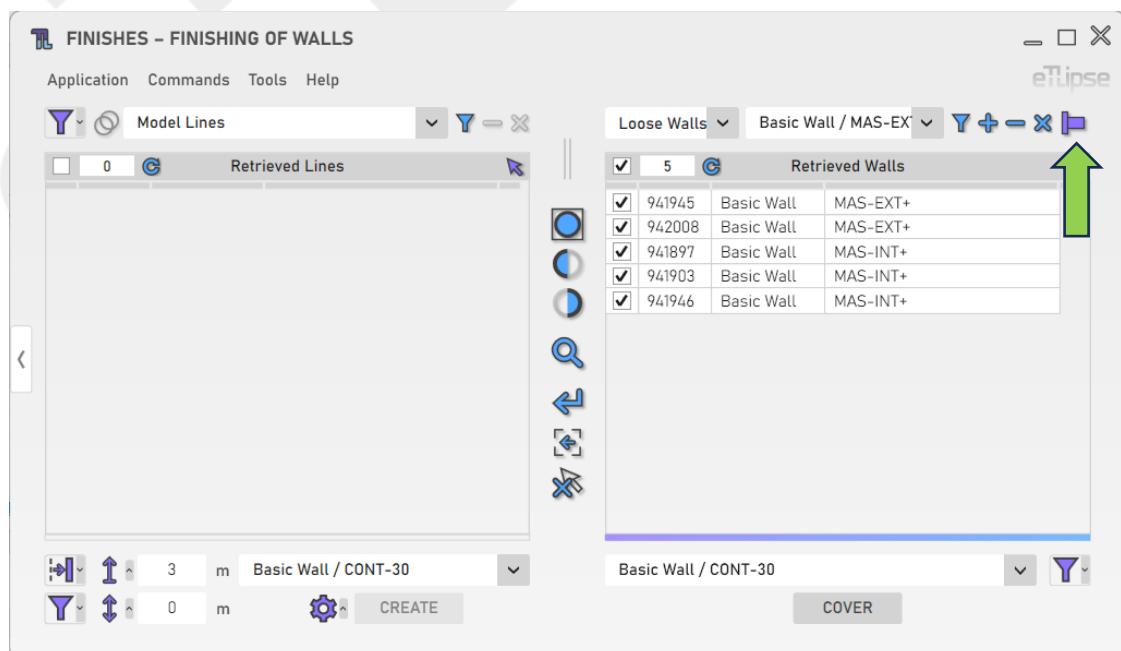 FINISHES – FINISHING OF WALLS
Application Commands Tools Help
eTLipse
Model Lines
Loose Walls
Basic Wall / MAS-EX
0 Retrieved Lines
5 Retrieved Walls
941945 Basic Wall MAS-EXT+
942008 Basic Wall MAS-EXT+
941897 Basic Wall MAS-INT+
941903 Basic Wall MAS-INT+
941946 Basic Wall MAS-INT+
3 m Basic Wall / CONT-30
Basic Wall / CONT-30
0 m CREATE
COVER